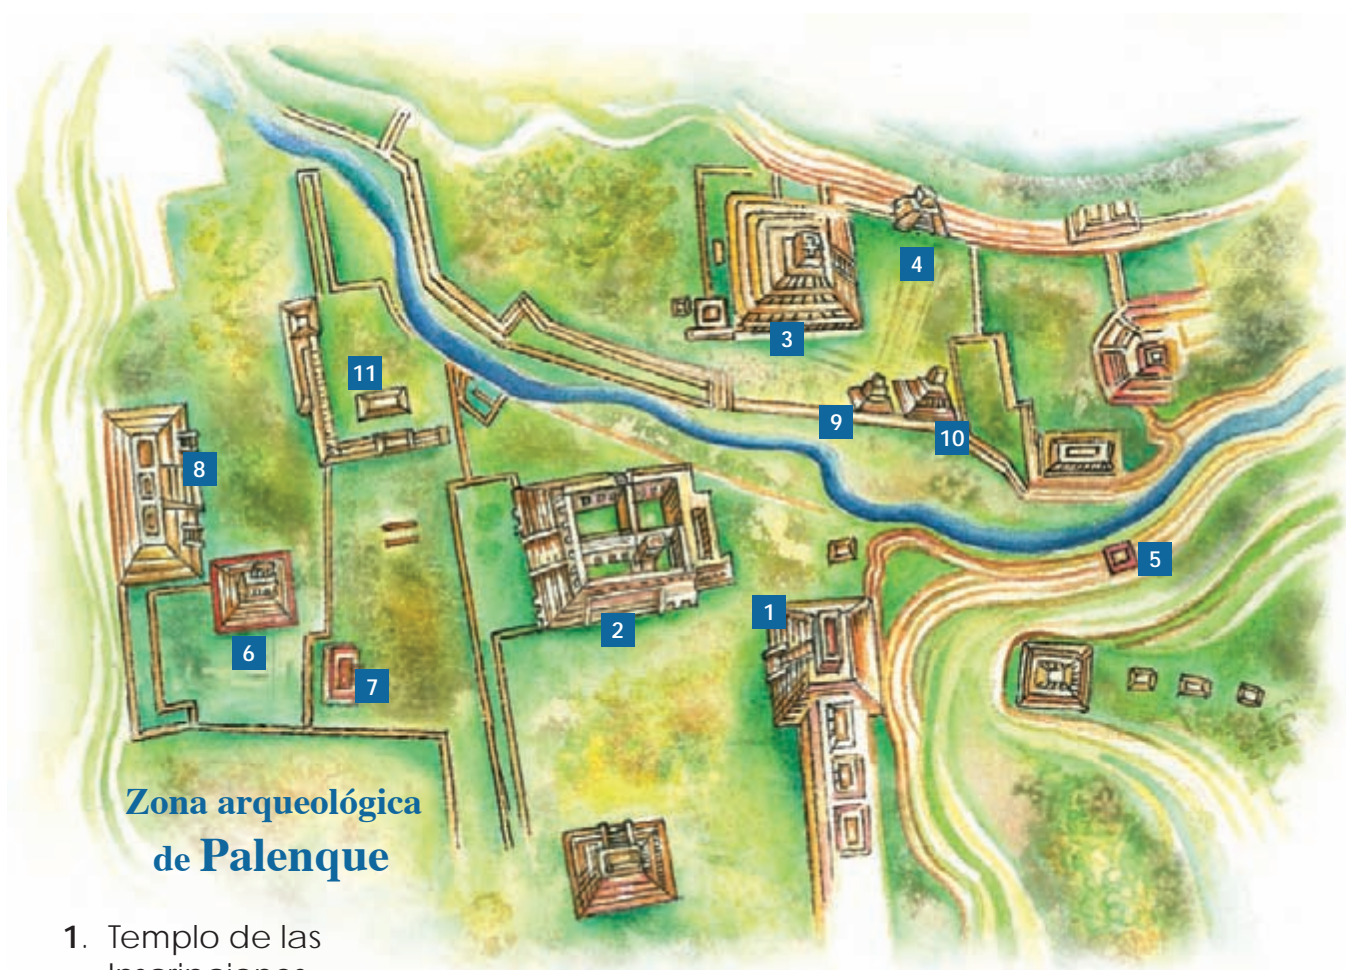 4
3
11
9
10
8
5
1
2
6
7
Zona arqueológica
de Palenque
1. Templo de las
Inscripciones